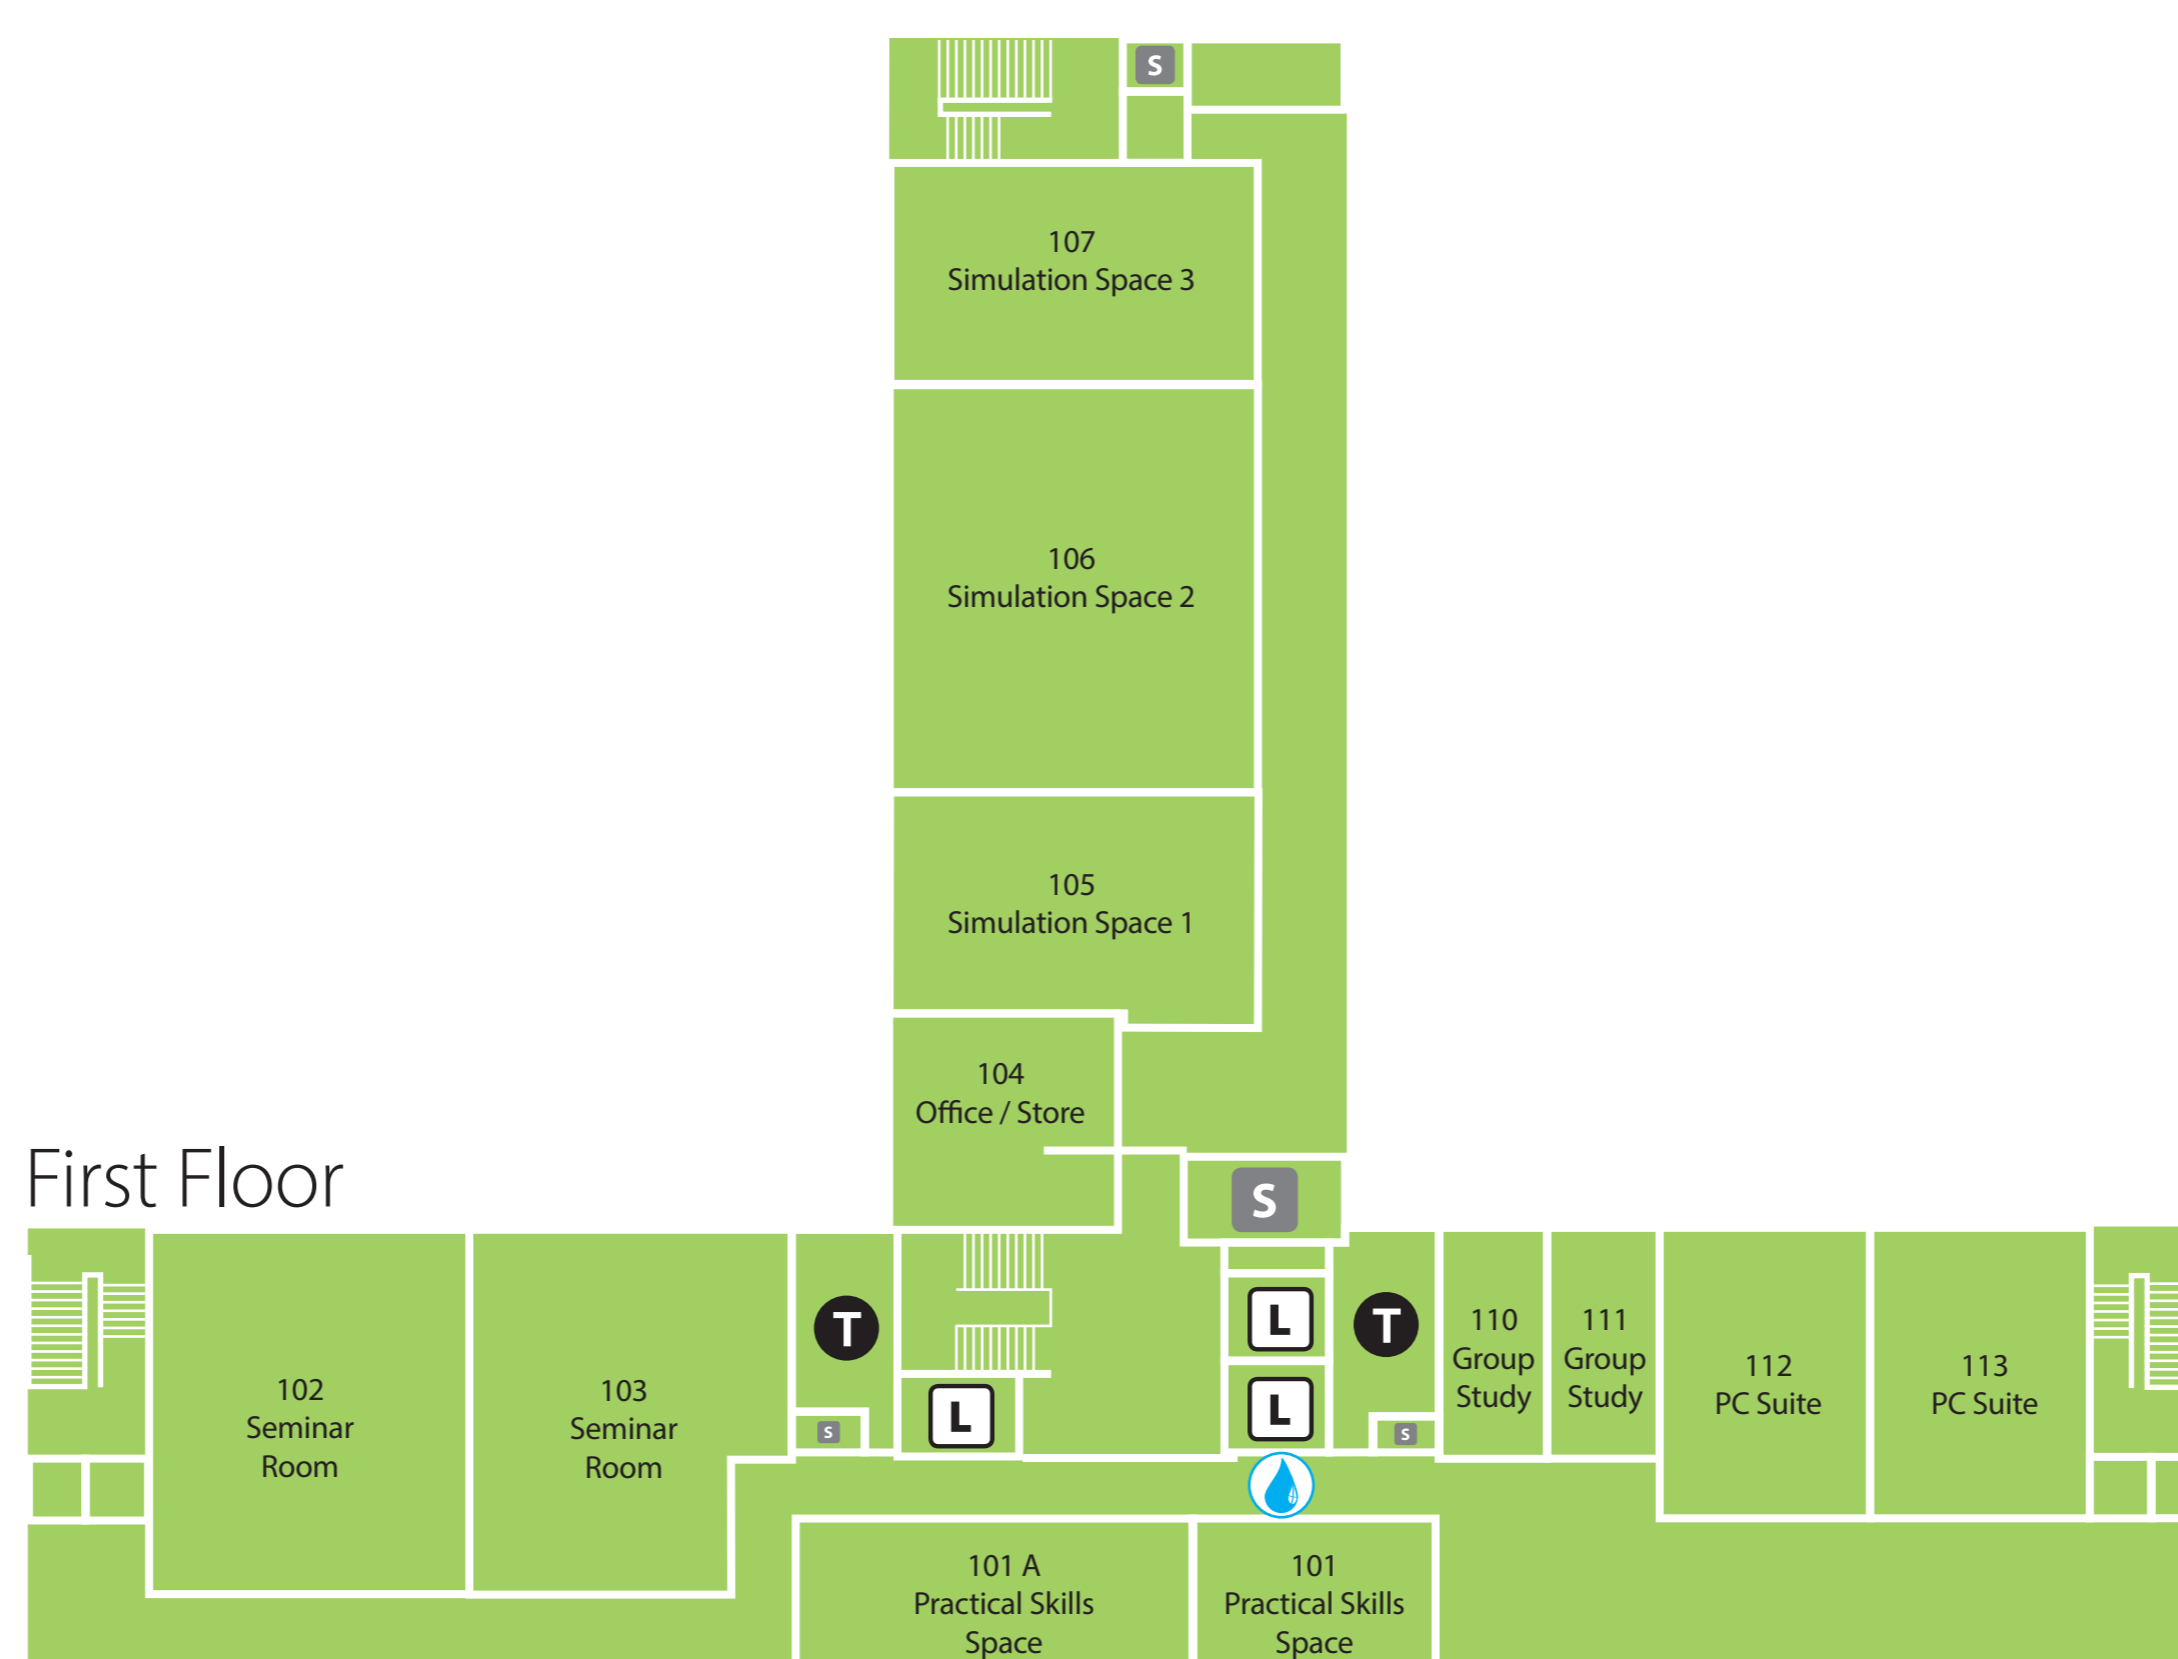 S
107
Simulation Space 3
106
Simulation Space 2
105
Simulation Space 1
104
Office / Store
First Floor
S
102
Seminar
Room
103
Seminar
Room
T
S
L
L
L
T
S
110
Group
Study
111
Group
Study
112
PC Suite
113
PC Suite
101 A
Practical Skills
Space
101
Practical Skills
Space